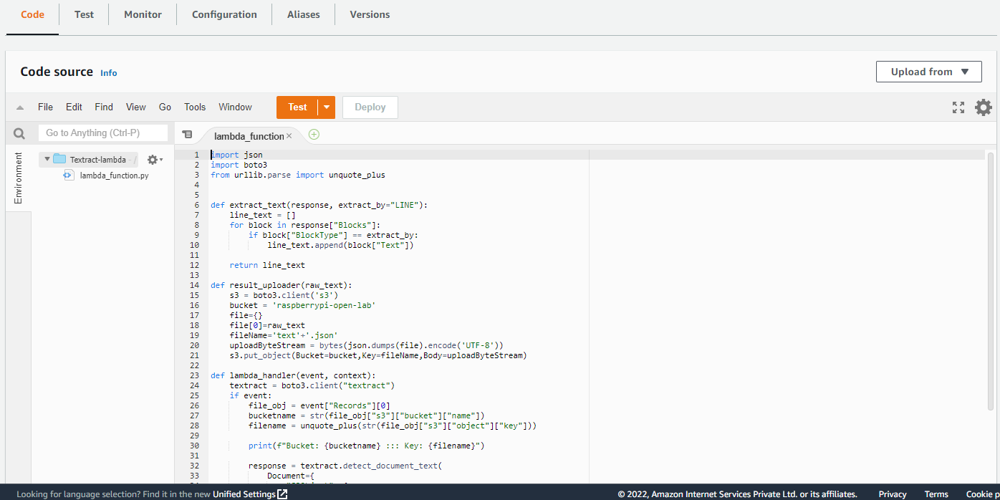 Code Test Monitor Configuration Aliases Versions
Code source Info
Upload from
File Edit Find View Go Tools Window Test Deploy
Go to Anything (Ctrl-P)
lambda_function
Environment
Textract-lambda - /
lambda_function.py
1 import json
2 import boto3
3 from urllib.parse import unquote_plus
4
5
6 def extract_text(response, extract_by="LINE"):
7     line_text = []
8     for block in response["Blocks"]:
9         if block["BlockType"] == extract_by:
10             line_text.append(block["Text"])
11
12     return line_text
13
14 def result_uploader(raw_text):
15     s3 = boto3.client('s3')
16     bucket = 'raspberrypi-open-lab'
17     file={}
18     file[0]=raw_text
19     fileName='text'+'.json'
20     uploadByteStream = bytes(json.dumps(file).encode('UTF-8'))
21     s3.put_object(Bucket=bucket,Key=fileName,Body=uploadByteStream)
22
23 def lambda_handler(event, context):
24     textract = boto3.client("textract")
25     if event:
26         file_obj = event["Records"][0]
27         bucketname = str(file_obj["s3"]["bucket"]["name"])
28         filename = unquote_plus(str(file_obj["s3"]["object"]["key"]))
29
30         print(f"Bucket: {bucketname} ::: Key: {filename}")
31
32         response = textract.detect_document_text(
33             Document={
Looking for language selection? Find it in the new Unified Settings
© 2022, Amazon Internet Services Private Ltd. or its affiliates. Privacy Terms Cookie p